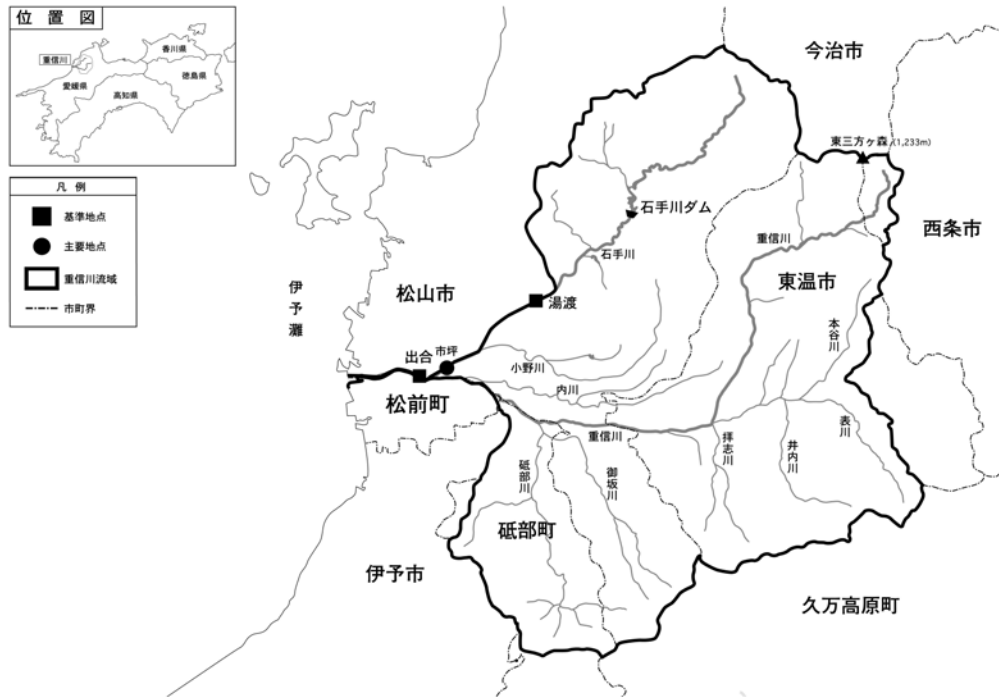 位置図
重信川
香川県
徳島県
愛媛県
高知県
凡例
基準地点
主要地点
重信川流域
市町界
今治市
東三方ヶ森(1,233m)
石手川ダム
西条市
重信川
石手川
東温市
伊予灘
松山市
湯渡
本谷川
出合
市坪
小野川
内川
松前町
重信川
表川
拝志川
井内川
砥部川
御坂川
砥部町
伊予市
久万高原町